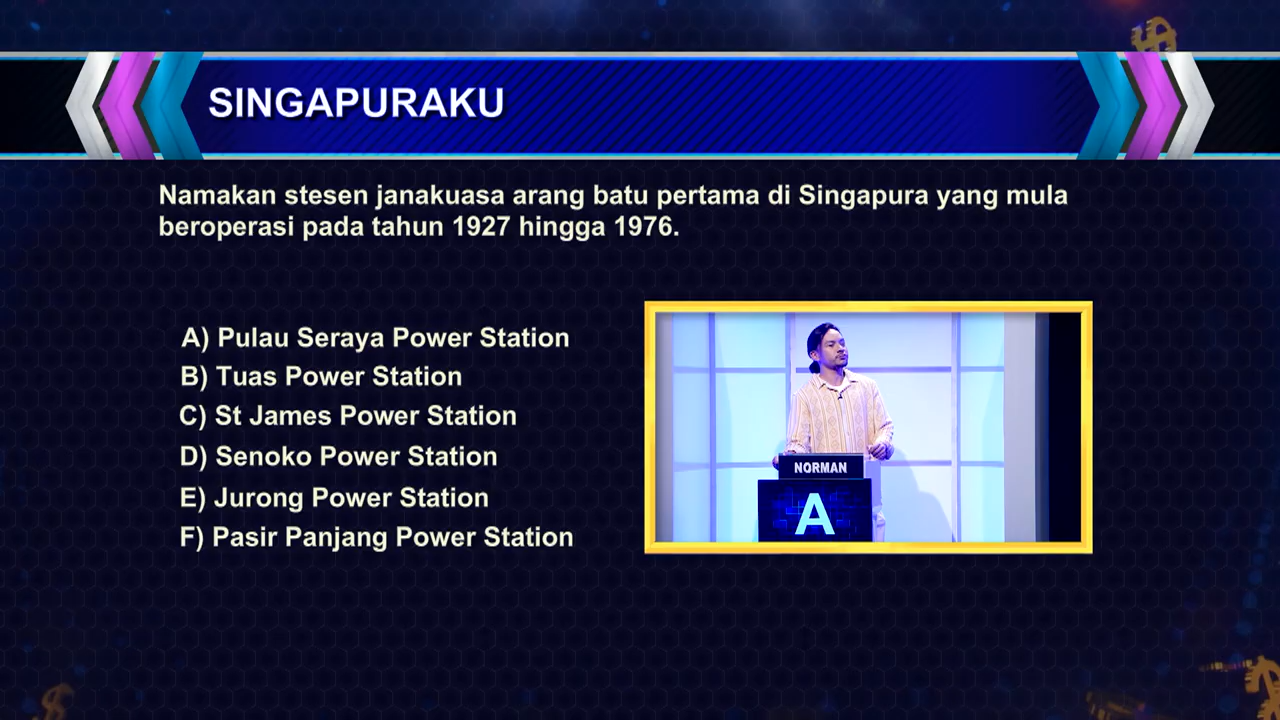 SINGAPURAKU
Namakan stesen janakuasa arang batu pertama di Singapura yang mula
beroperasi pada tahun 1927 hingga 1976.
A) Pulau Seraya Power Station
B) Tuas Power Station
C) St James Power Station
D) Senoko Power Station
E) Jurong Power Station
F) Pasir Panjang Power Station
NORMAN
A